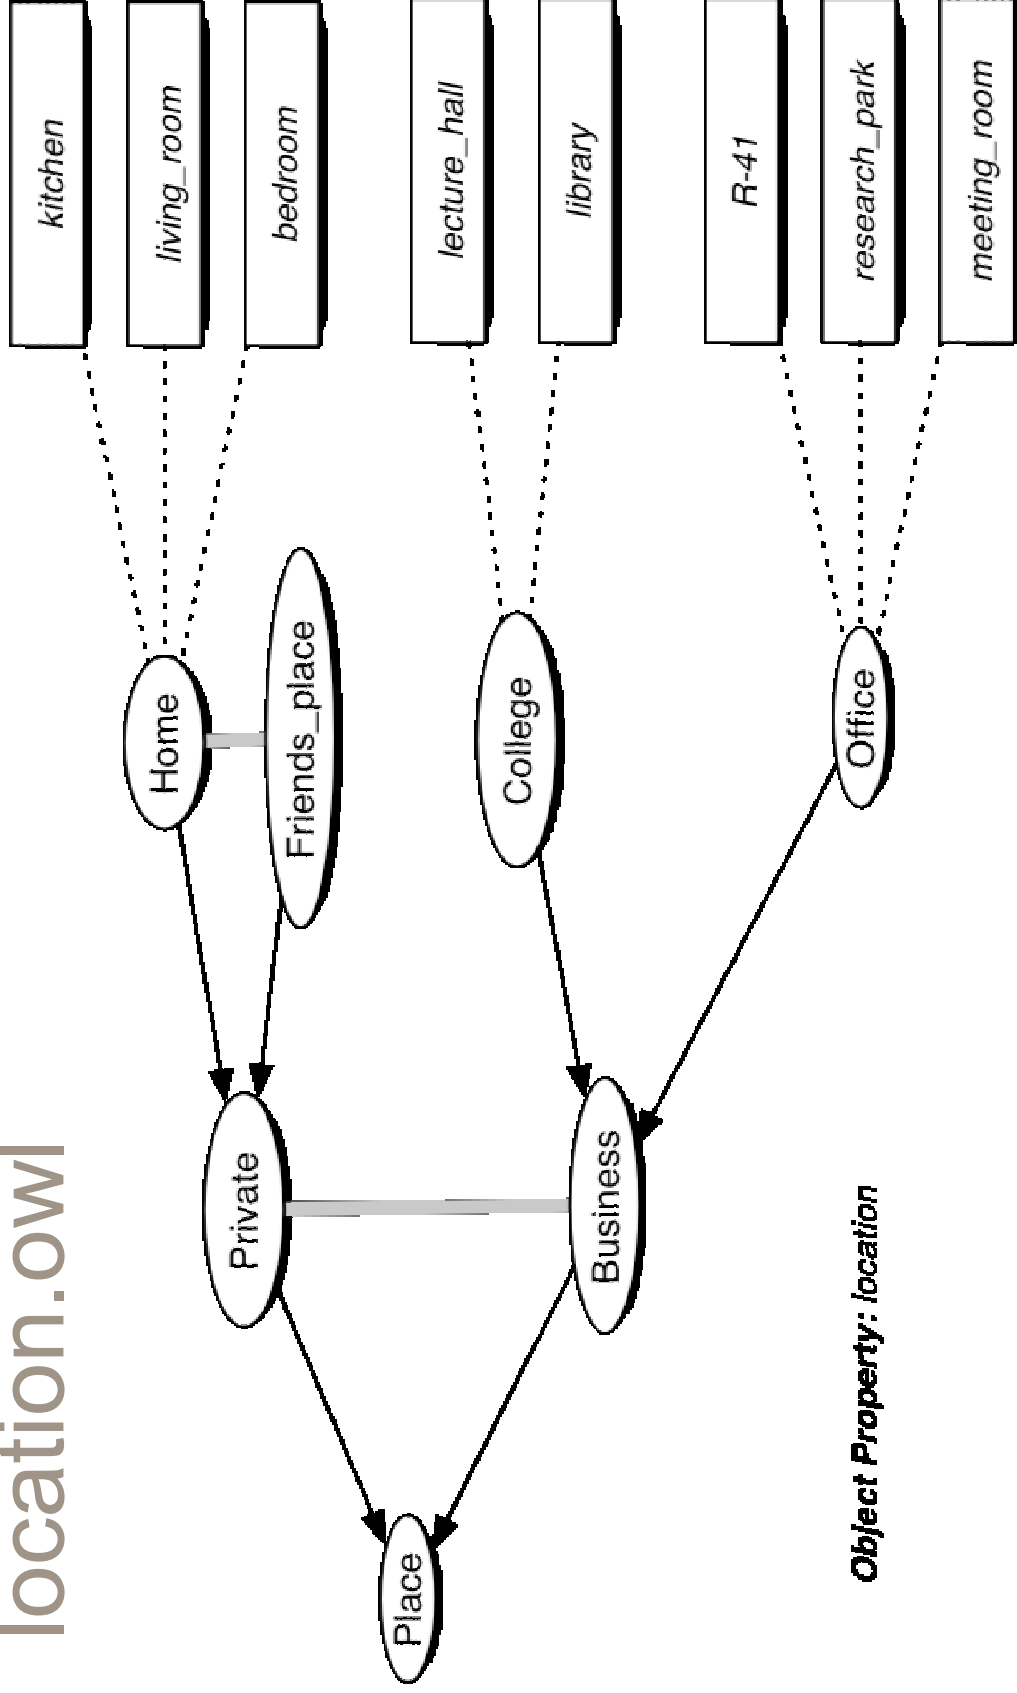 location.owl
Place
Private
Business
Home
Friends_place
College
Office
kitchen
living_room
bedroom
lecture_hall
library
R-41
research_park
meeting_room
Object Property: location